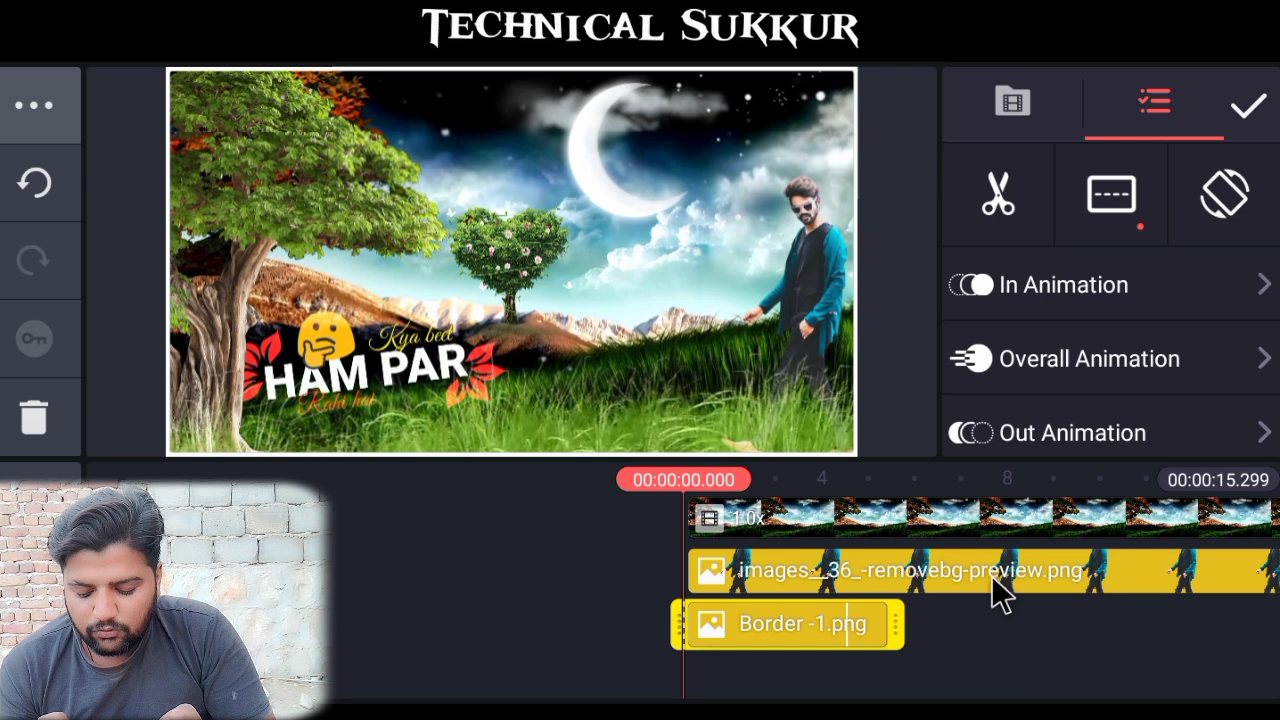 TECHNICAL SUKKUR
Kya beet
HAM PAR
Rahi hai
In Animation
Overall Animation
Out Animation
00:00:00.000
4
8
00:00:15.299
1.0x
images__36_-removebg-preview.png
Border -1.png